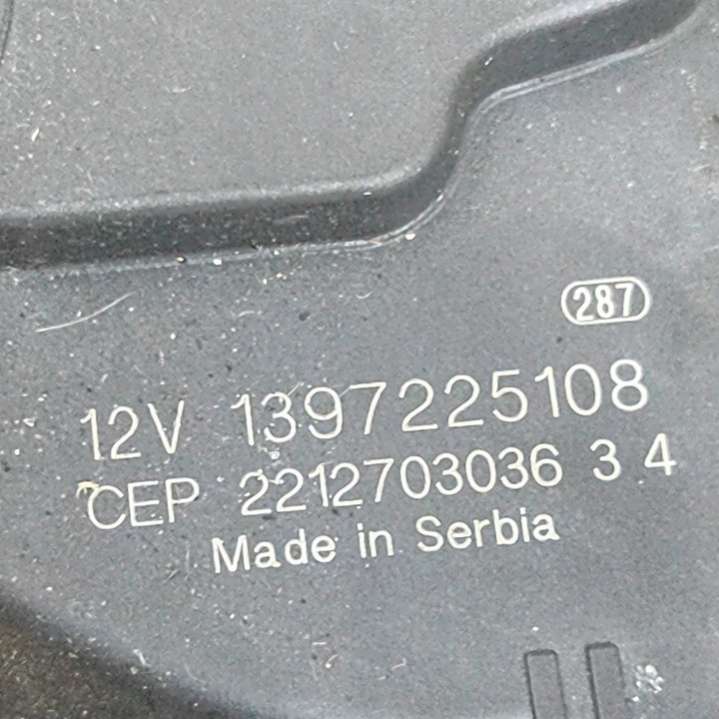 287
12V 1397225108
CEP 2212703036 3 4
Made in Serbia